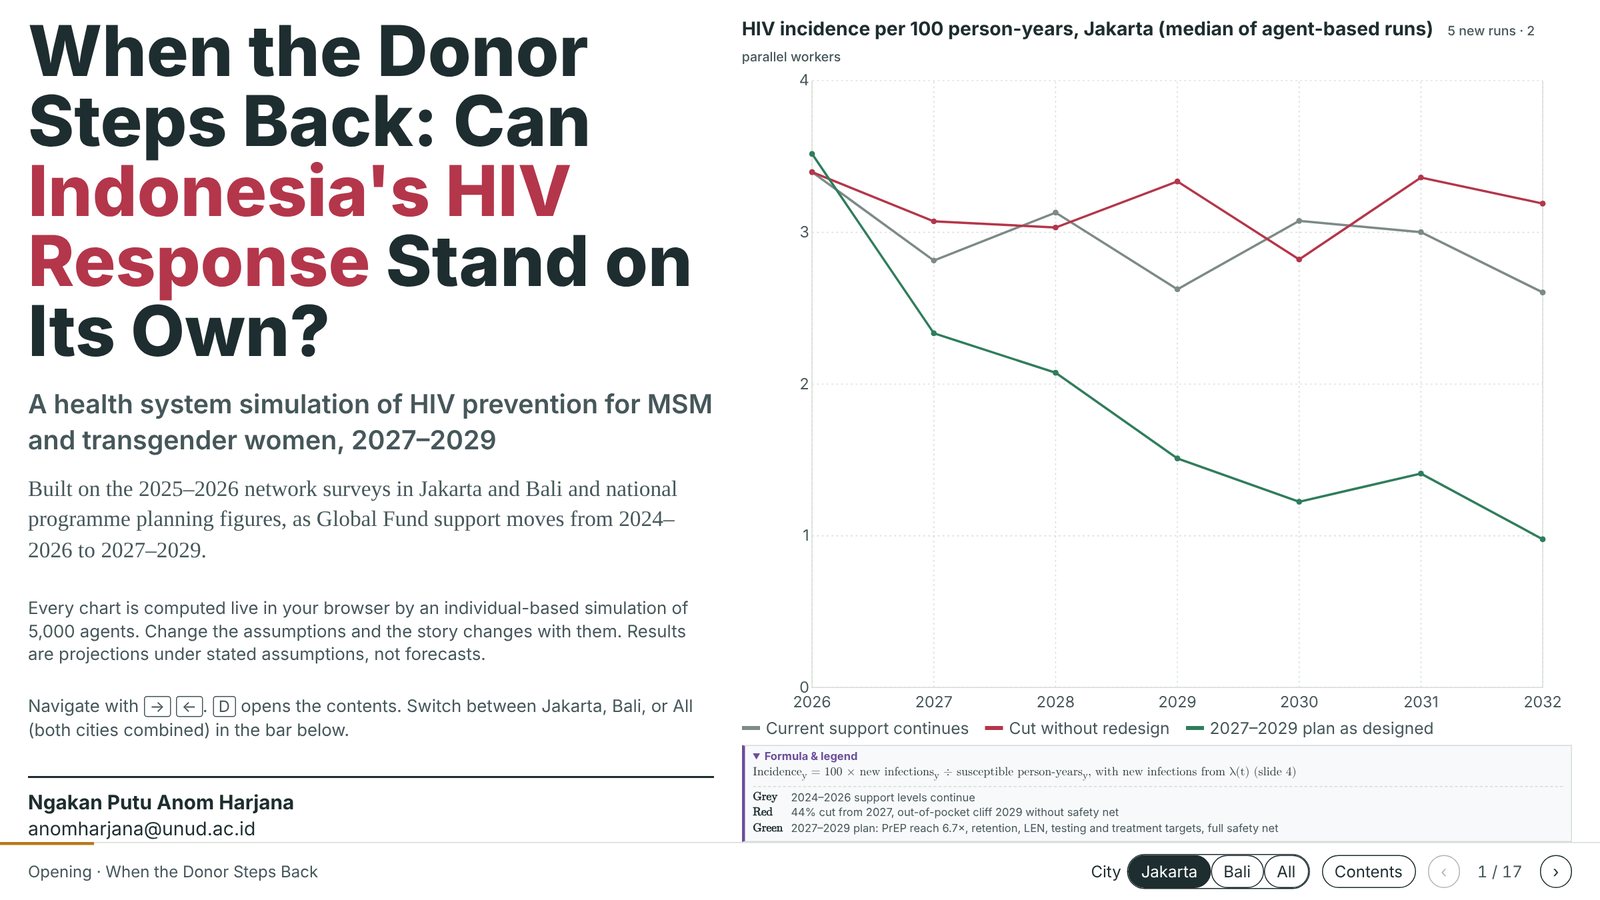 When the Donor
Steps Back: Can
Indonesia's HIV
Response Stand on
Its Own?
A health system simulation of HIV prevention for MSM
and transgender women, 2027–2029
Built on the 2025–2026 network surveys in Jakarta and Bali and national
programme planning figures, as Global Fund support moves from 2024–
2026 to 2027–2029.
Every chart is computed live in your browser by an individual-based simulation of
5,000 agents. Change the assumptions and the story changes with them. Results
are projections under stated assumptions, not forecasts.
Navigate with → ←. D opens the contents. Switch between Jakarta, Bali, or All
(both cities combined) in the bar below.
Ngakan Putu Anom Harjana
anomharjana@unud.ac.id
HIV incidence per 100 person-years, Jakarta (median of agent-based runs) 5 new runs · 2
parallel workers
4
3
2
1
0
2026 2027 2028 2029 2030 2031 2032
Current support continues Cut without redesign 2027–2029 plan as designed
▼ Formula & legend
Incidence_y = 100 × new infections_y ÷ susceptible person-years_y, with new infections from λ(t) (slide 4)
Grey 2024–2026 support levels continue
Red 44% cut from 2027, out-of-pocket cliff 2029 without safety net
Green 2027–2029 plan: PrEP reach 6.7×, retention, LEN, testing and treatment targets, full safety net
Opening · When the Donor Steps Back
City Jakarta Bali All Contents ‹ 1 / 17 ›